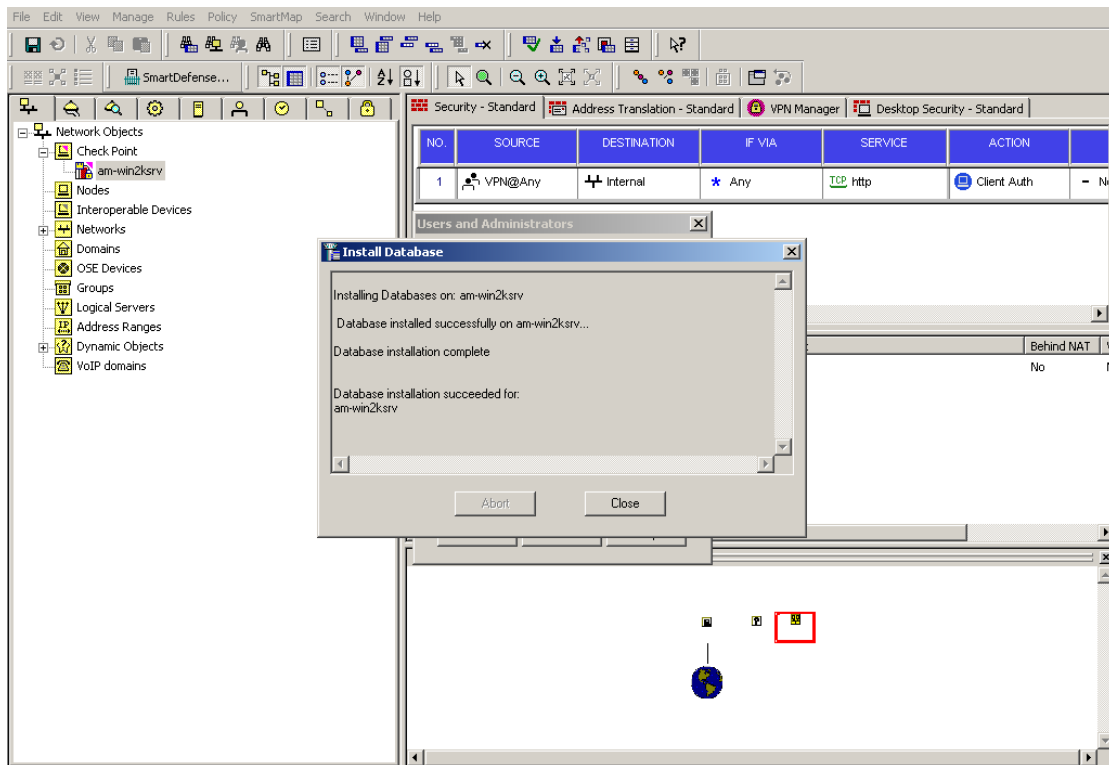 File Edit View Manage Rules Policy SmartMap Search Window Help
SmartDefense...
Security - Standard Address Translation - Standard VPN Manager Desktop Security - Standard
Network Objects
Check Point
am-win2ksrv
Nodes
Interoperable Devices
Networks
Domains
OSE Devices
Groups
Logical Servers
Address Ranges
Dynamic Objects
VoIP domains
NO. SOURCE DESTINATION IF VIA SERVICE ACTION
1 VPN@Any Internal * Any TCP http Client Auth
Users and Administrators
Install Database
Installing Databases on: am-win2ksrv
Database installed successfully on am-win2ksrv...
Database installation complete
Database installation succeeded for:
am-win2ksrv
Abort Close
Behind NAT
No